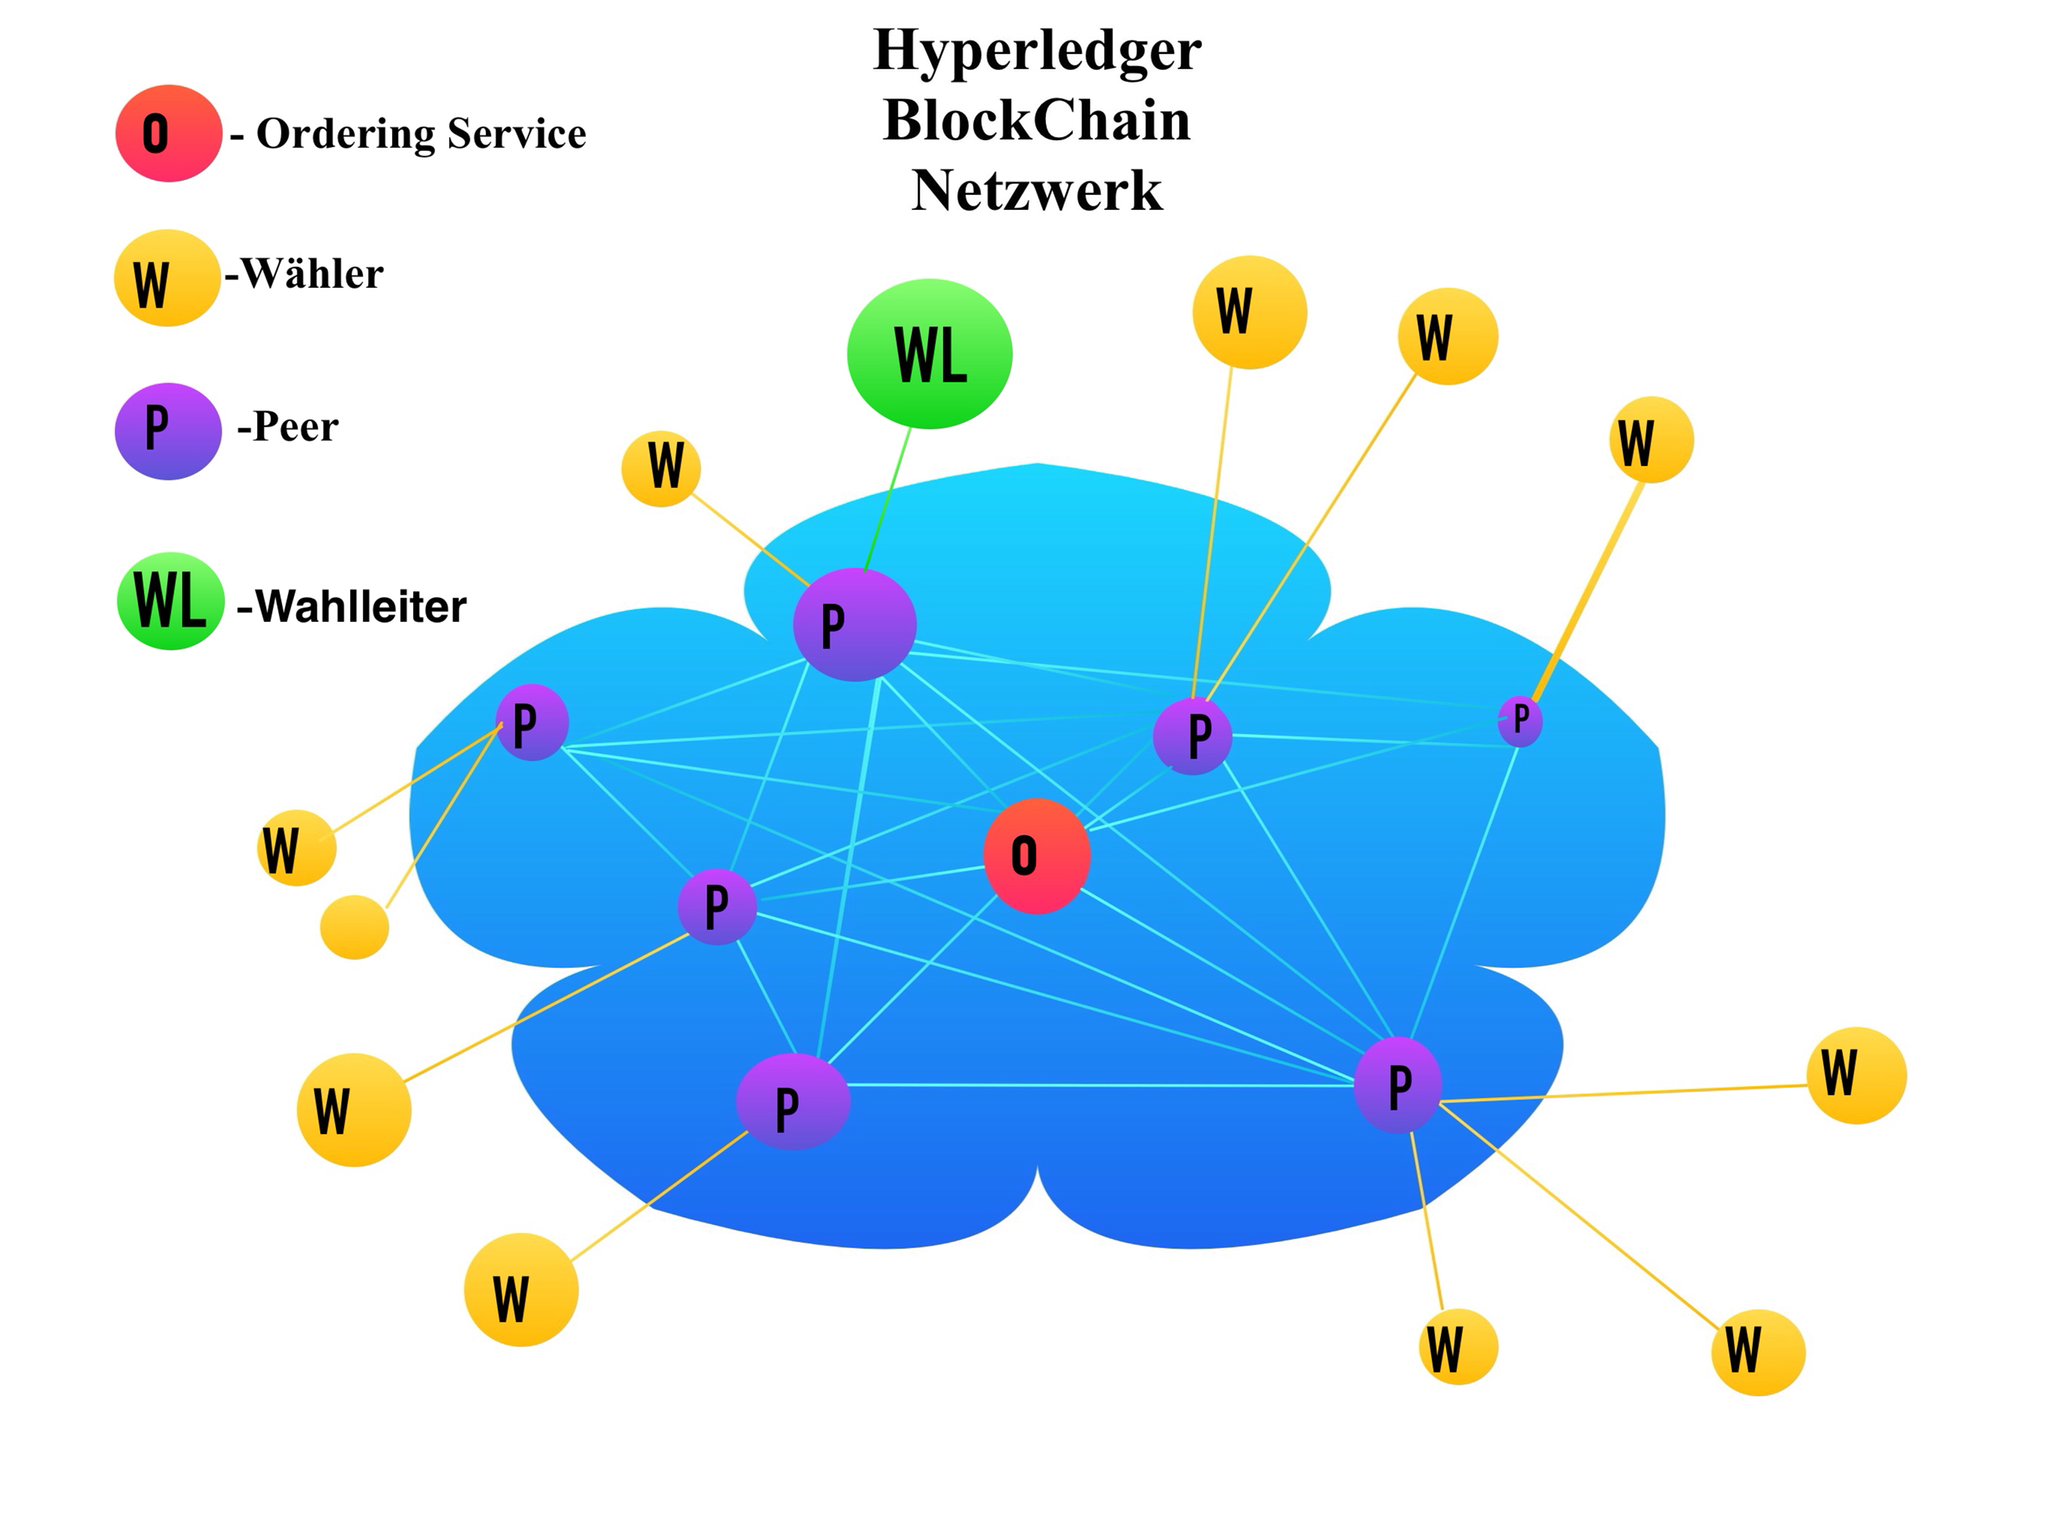 Hyperledger
BlockChain
Netzwerk
O - Ordering Service
W -Wähler
P -Peer
WL -Wahlleiter
WL
W
W
W
W
P
P
P
P
W
O
P
W
P
P
W
W
W
W